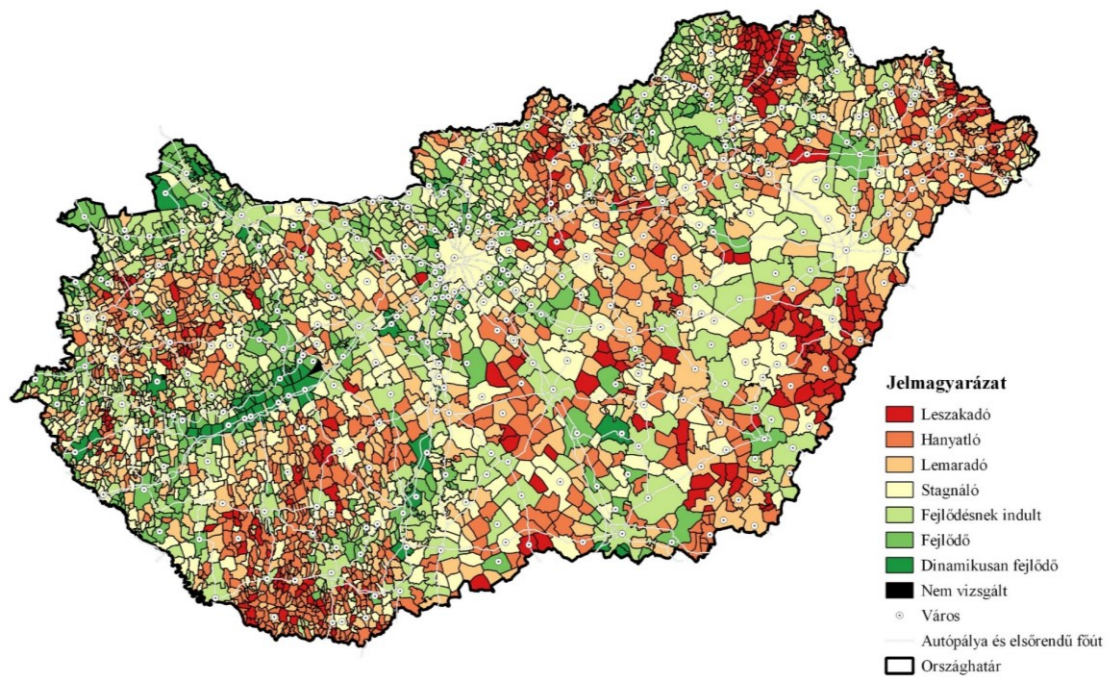 Jelmagyarázat
Leszakadó
Hanyatló
Lemaradó
Stagnáló
Fejlődésnek indult
Fejlődő
Dinamikusan fejlődő
Nem vizsgált
Város
Autópálya és elsőrendű főút
Országhatár